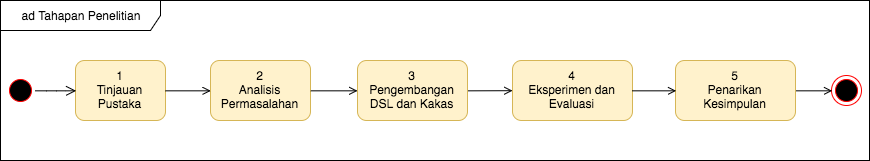 ad Tahapan Penelitian
1
Tinjauan
Pustaka
2
Analisis
Permasalahan
3
Pengembangan
DSL dan Kakas
4
Eksperimen dan
Evaluasi
5
Penarikan
Kesimpulan